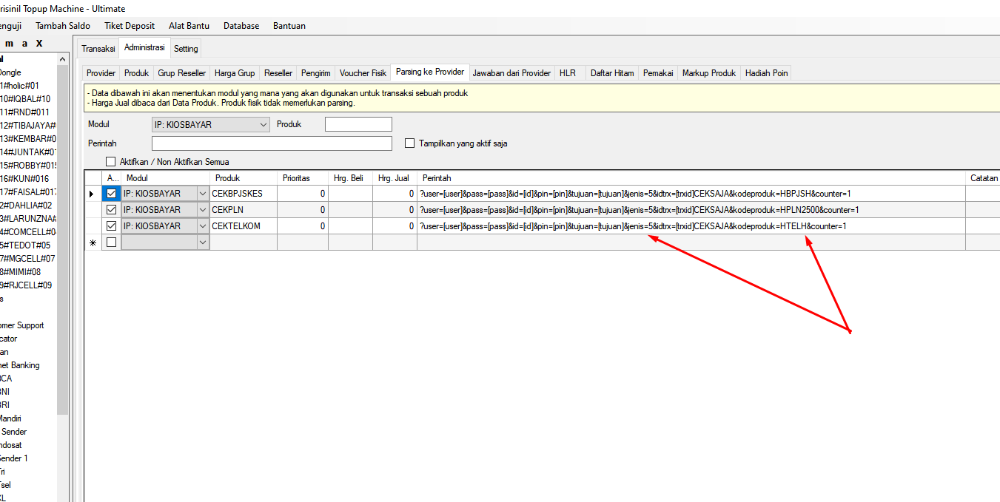 risinil Topup Machine - Ultimate
enguji Tambah Saldo Tiket Deposit Alat Bantu Database Bantuan
m a X
Transaksi Administrasi Setting
Provider Produk Grup Reseller Harga Grup Reseller Pengirim Voucher Fisik Parsing ke Provider Jawaban dari Provider HLR Daftar Hitam Pemakai Markup Produk Hadiah Poin
- Data dibawah ini akan menentukan modul yang mana yang akan digunakan untuk transaksi sebuah produk
- Harga Jual dibaca dari Data Produk. Produk fisik tidak memerlukan parsing.
Modul IP: KIOSBAYAR Produk
Perintah Tampilkan yang aktif saja
Aktifkan / Non Aktifkan Semua
A... Modul Produk Prioritas Hrg. Beli Hrg. Jual Perintah Catatan
IP: KIOSBAYAR CEKBPJSKES 0 0 ?user=[user]&pass=[pass]&id=[id]&pin=[pin]&tujuan=[tujuan]&jenis=5&idtrx=[trxid]CEKSAJA&kodeproduk=HBPJSH&counter=1
IP: KIOSBAYAR CEKPLN 0 0 ?user=[user]&pass=[pass]&id=[id]&pin=[pin]&tujuan=[tujuan]&jenis=5&idtrx=[trxid]CEKSAJA&kodeproduk=HPLN2500&counter=1
IP: KIOSBAYAR CEKTELKOM 0 0 ?user=[user]&pass=[pass]&id=[id]&pin=[pin]&tujuan=[tujuan]&jenis=5&idtrx=[trxid]CEKSAJA&kodeproduk=HTELH&counter=1
al
Dongle
1#holic#01
10#IQBAL#10
11#RND#011
12#TIBAJAYA#
13#KEMBAR#0
14#JUNTAK#01
15#ROBBY#015
16#KUN#016
17#FAISAL#017
2#DAHLIA#02
3#LARUNZNA#
4#COMCELL#04
5#TEDOT#05
7#MGCELL#07
8#MIMI#08
9#RJCELL#09
s
omer Support
cator
an
net Banking
BCA
BNI
BRI
Mandiri
Sender
ndosat
Sender 1
Tri
Tsel
XL